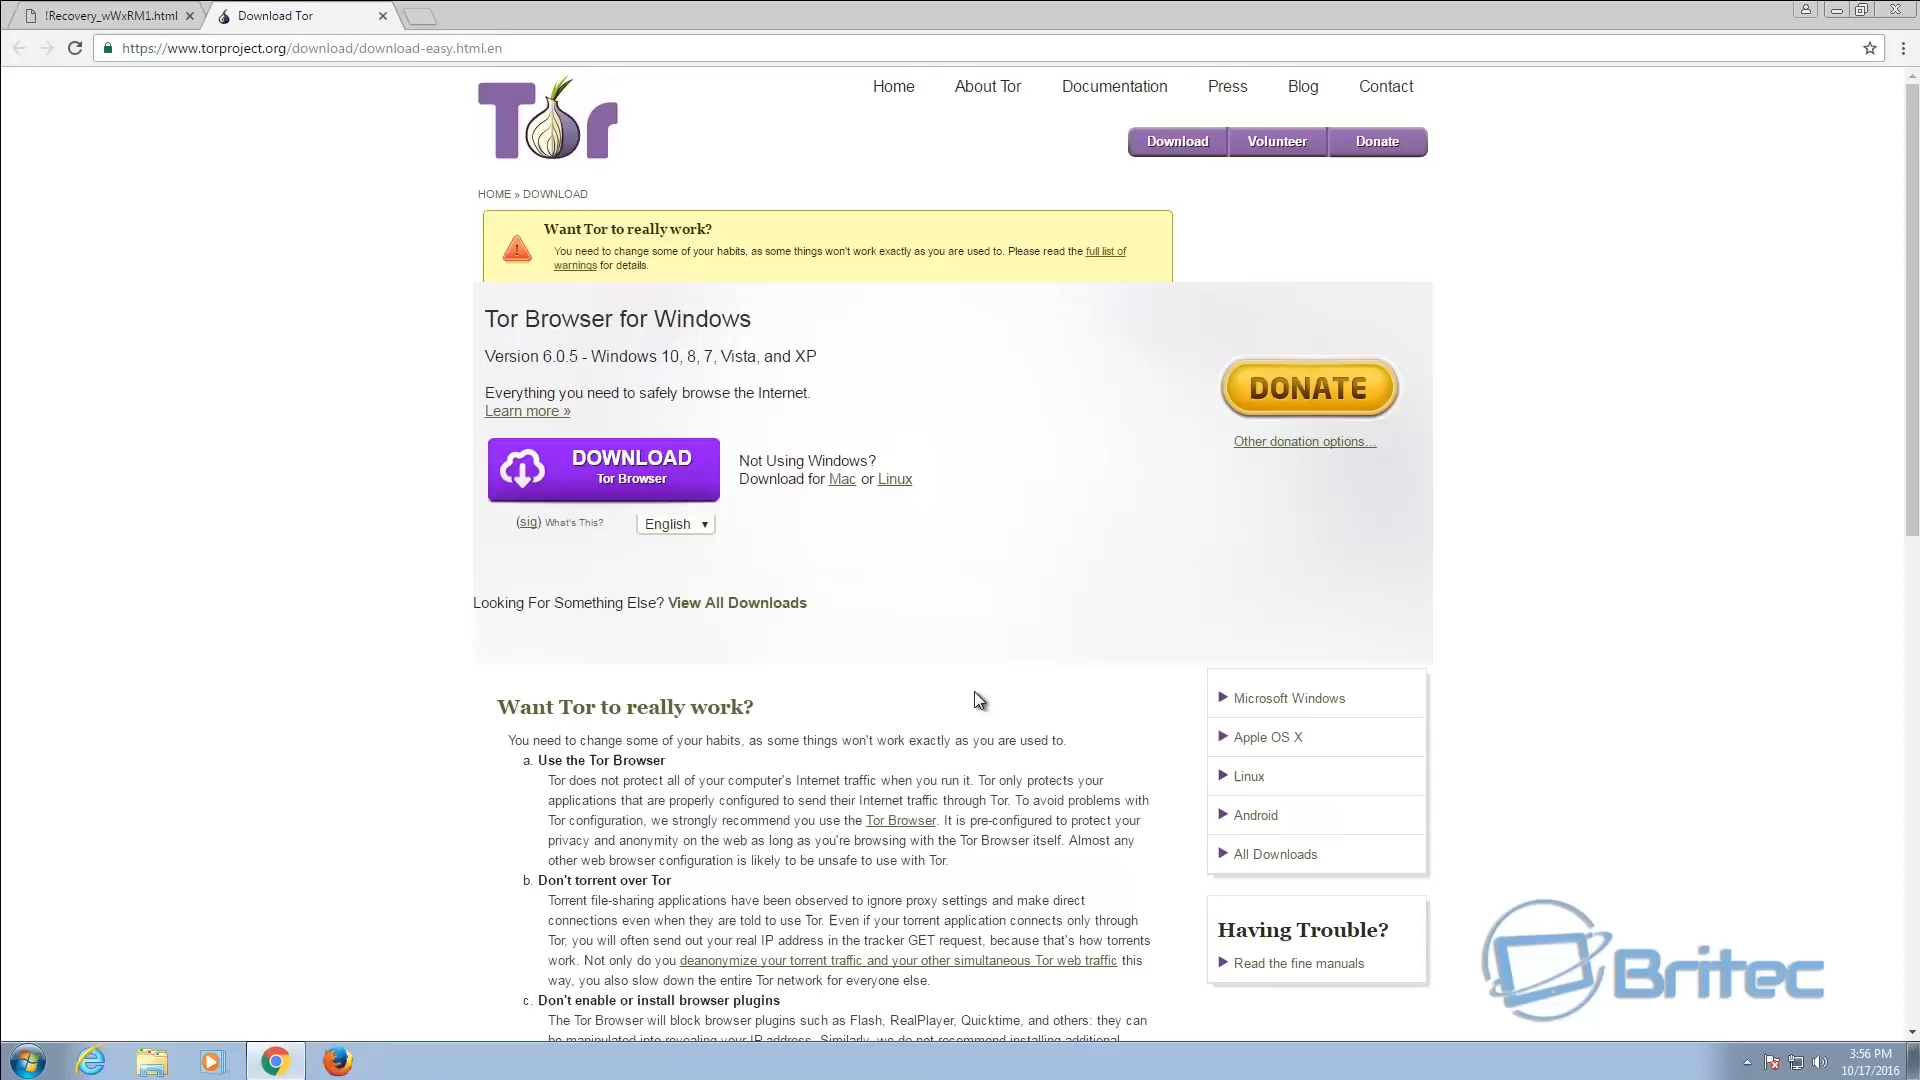 !Recovery_wWxRM1.html
Download Tor
https://www.torproject.org/download/download-easy.html.en
Tor
Home About Tor Documentation Press Blog Contact
Download Volunteer Donate
HOME » DOWNLOAD
Want Tor to really work?
You need to change some of your habits, as some things won't work exactly as you are used to. Please read the full list of
warnings for details.
Tor Browser for Windows
Version 6.0.5 - Windows 10, 8, 7, Vista, and XP
Everything you need to safely browse the Internet.
Learn more »
DONATE
Other donation options...
DOWNLOAD
Tor Browser
Not Using Windows?
Download for Mac or Linux
(sig) What's This?
English
Looking For Something Else? View All Downloads
Want Tor to really work?
You need to change some of your habits, as some things won't work exactly as you are used to.
a. Use the Tor Browser
Tor does not protect all of your computer's Internet traffic when you run it. Tor only protects your
applications that are properly configured to send their Internet traffic through Tor. To avoid problems with
Tor configuration, we strongly recommend you use the Tor Browser. It is pre-configured to protect your
privacy and anonymity on the web as long as you're browsing with the Tor Browser itself. Almost any
other web browser configuration is likely to be unsafe to use with Tor.
b. Don't torrent over Tor
Torrent file-sharing applications have been observed to ignore proxy settings and make direct
connections even when they are told to use Tor. Even if your torrent application connects only through
Tor, you will often send out your real IP address in the tracker GET request, because that's how torrents
work. Not only do you deanonymize your torrent traffic and your other simultaneous Tor web traffic this
way, you also slow down the entire Tor network for everyone else.
c. Don't enable or install browser plugins
The Tor Browser will block browser plugins such as Flash, RealPlayer, Quicktime, and others: they can
be manipulated into revealing your IP address. Similarly, we do not recommend installing additional
Microsoft Windows
Apple OS X
Linux
Android
All Downloads
Having Trouble?
Read the fine manuals
Britec
3:56 PM
10/17/2016